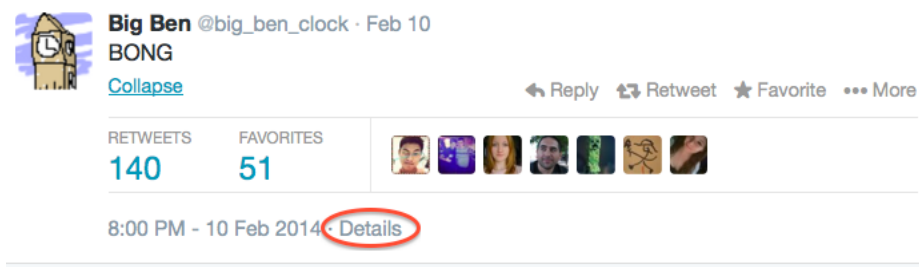 Big Ben @big_ben_clock · Feb 10
BONG
Collapse
Reply Retweet Favorite More
RETWEETS FAVORITES
140 51
8:00 PM - 10 Feb 2014 · Details